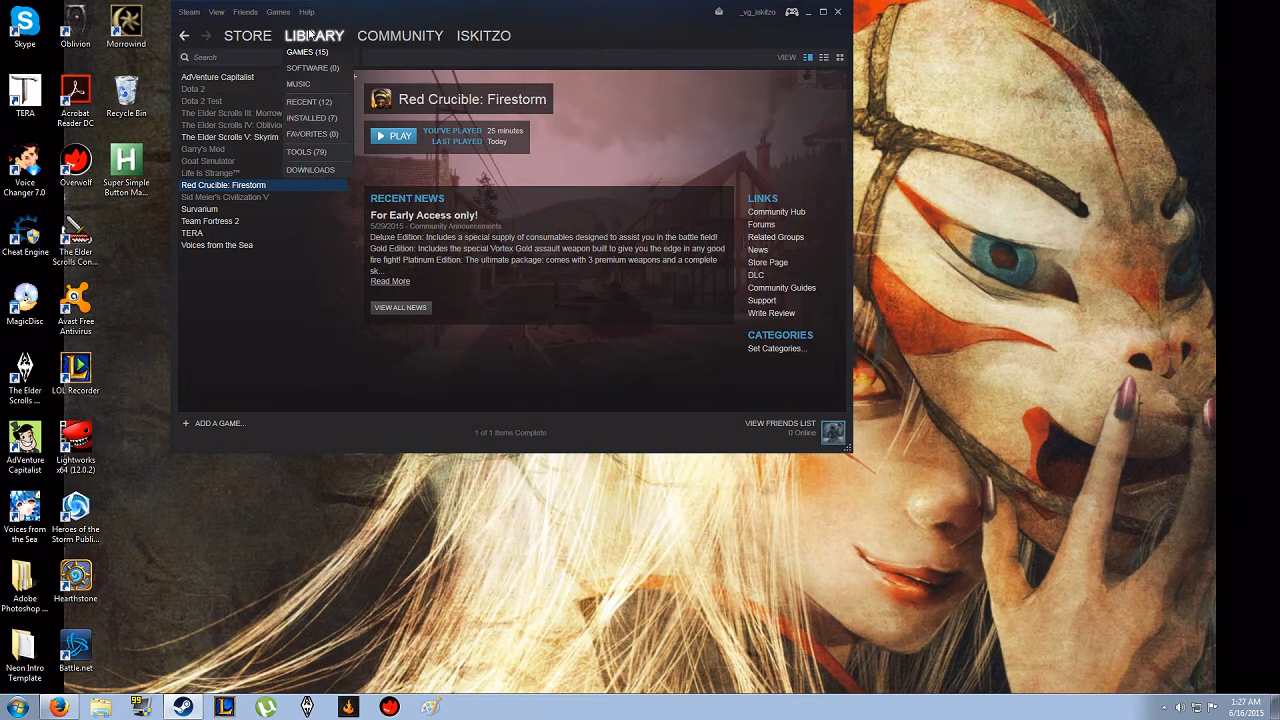 Skype
Oblivion
Morrowind
TERA
Acrobat
Reader DC
Recycle Bin
Voice
Changer 7.0
Overwolf
Super Simple
Button Ma...
Cheat Engine
The Elder
Scrolls Con...
MagicDisc
Avast Free
Antivirus
The Elder
Scrolls ...
LOL Recorder
AdVenture
Capitalist
Lightworks
x64 (12.0.2)
Voices from
the Sea
Heroes of the
Storm Publi...
Adobe
Photoshop ...
Hearthstone
Neon Intro
Template
Battle.net
Steam View Friends Games Help
_vg_iskitzo
STORE LIBRARY COMMUNITY ISKITZO
Search
VIEW
GAMES (15)
SOFTWARE (0)
MUSIC
RECENT (12)
INSTALLED (7)
FAVORITES (0)
TOOLS (79)
DOWNLOADS
AdVenture Capitalist
Dota 2
Dota 2 Test
The Elder Scrolls III: Morrow
The Elder Scrolls IV: Oblivio
The Elder Scrolls V: Skyrim
Garry's Mod
Goat Simulator
Life Is Strange™
Red Crucible: Firestorm
Sid Meier's Civilization V
Survarium
Team Fortress 2
TERA
Voices from the Sea
Red Crucible: Firestorm
PLAY
YOU'VE PLAYED 25 minutes
LAST PLAYED Today
RECENT NEWS
For Early Access only!
5/29/2015 - Community Announcements
Deluxe Edition: Includes a special supply of consumables designed to assist you in the battle field!
Gold Edition: Includes the special Vortex Gold assault weapon built to give you the edge in any good
fire fight! Platinum Edition: The ultimate package: comes with 3 premium weapons and a complete
sk...
Read More
VIEW ALL NEWS
LINKS
Community Hub
Forums
Related Groups
News
Store Page
DLC
Community Guides
Support
Write Review
CATEGORIES
Set Categories...
+ ADD A GAME...
1 of 1 Items Complete
VIEW FRIENDS LIST
0 Online
99
1:27 AM
6/16/2015